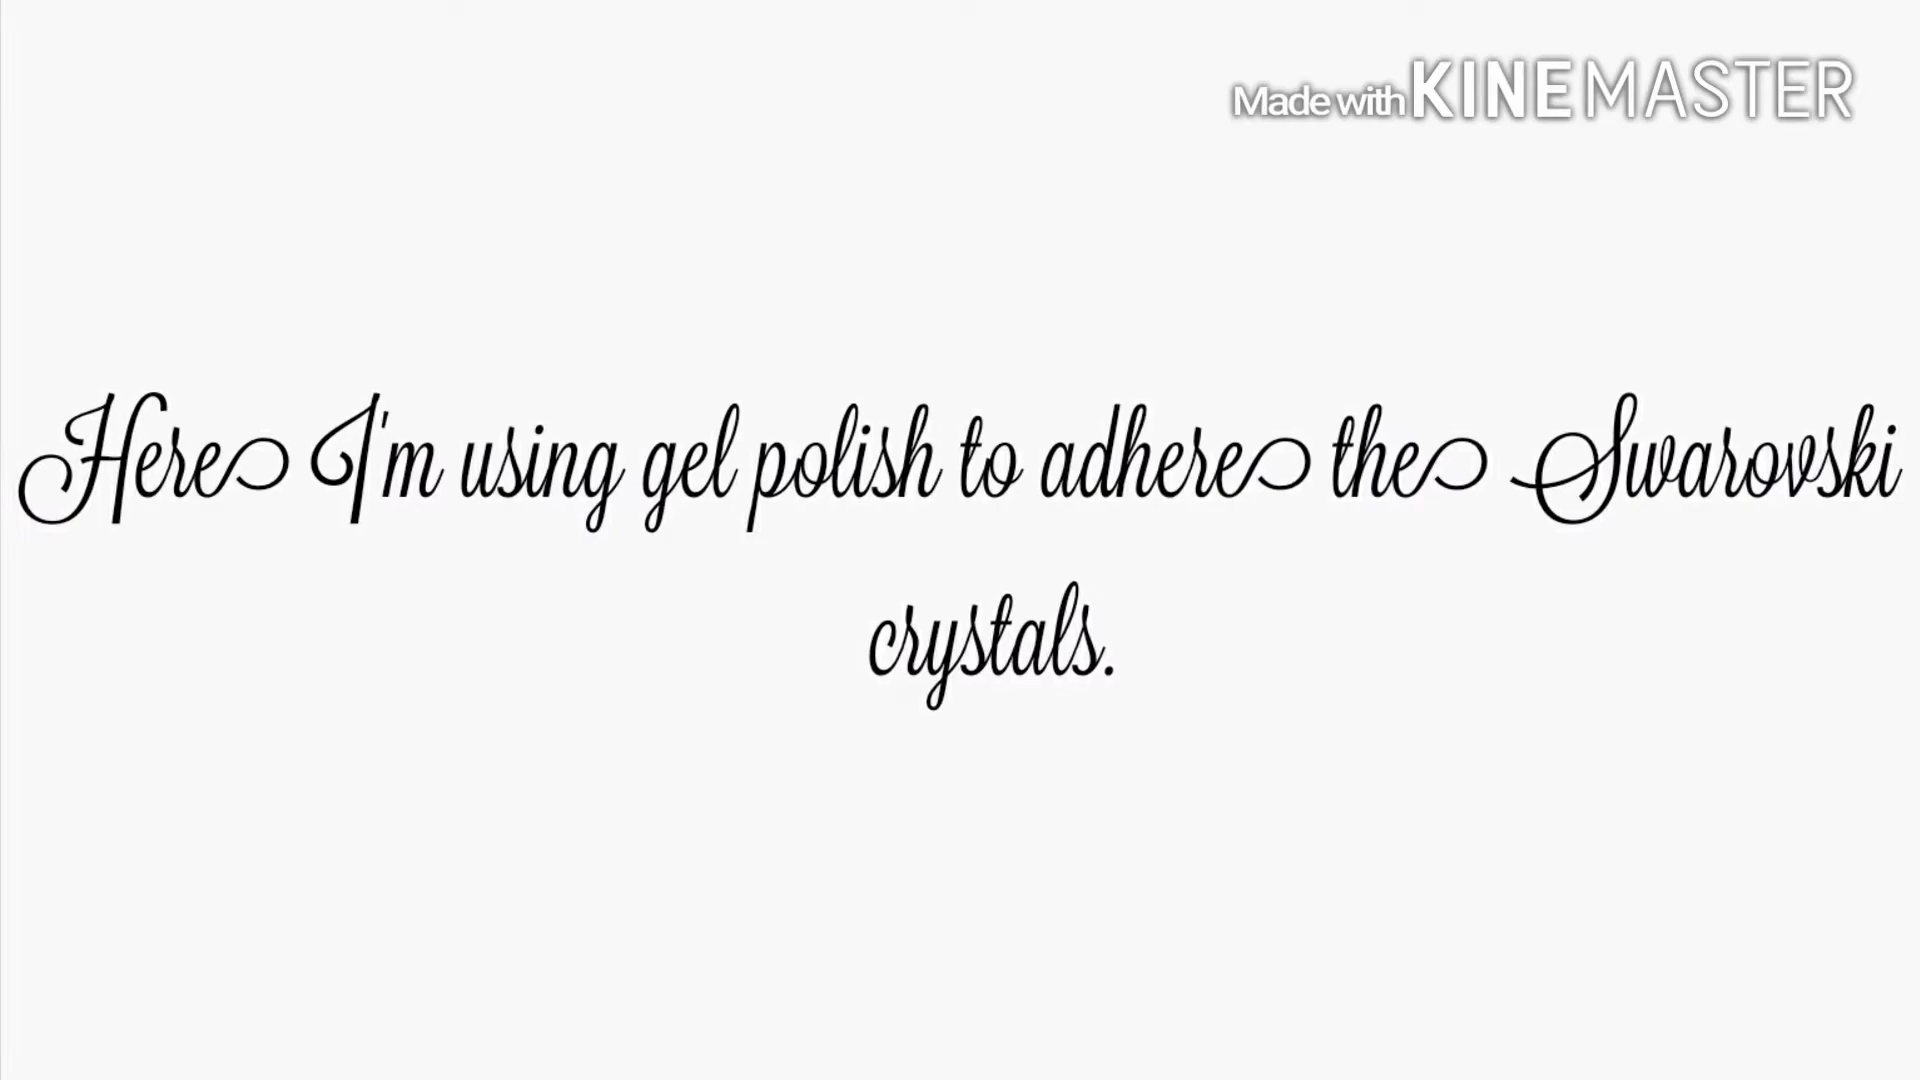 Made with KINEMASTER
Here I'm using gel polish to adhere the Swarovski
crystals.